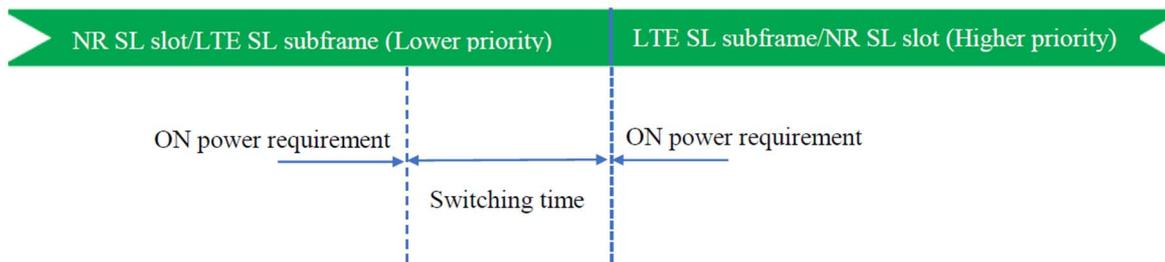 NR SL slot/LTE SL subframe (Lower priority)
LTE SL subframe/NR SL slot (Higher priority)
ON power requirement
ON power requirement
Switching time